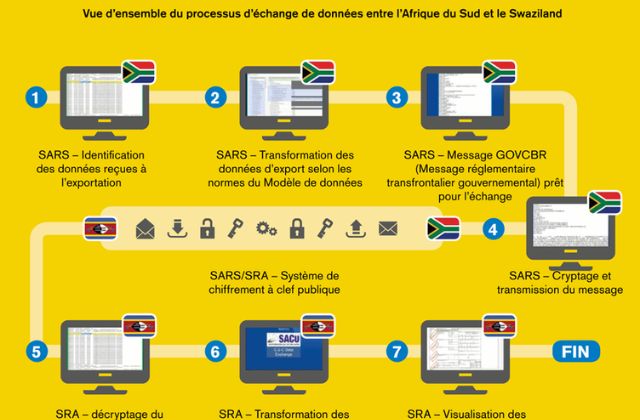 Vue d'ensemble du processus d'échange de données entre l'Afrique du Sud et le Swaziland
1
2
3
SARS – Identification
des données reçues à
l'exportation
SARS – Transformation des
données d'export selon les
normes du Modèle de données
SARS – Message GOVCBR
(Message réglementaire
transfrontalier gouvernemental) prêt
pour l'échange
4
SARS/SRA – Système de
chiffrement à clef publique
SARS – Cryptage et
transmission du message
5
6
SACU
7
FIN
SRA – décryptage du
SRA – Transformation des
SRA – Visualisation des